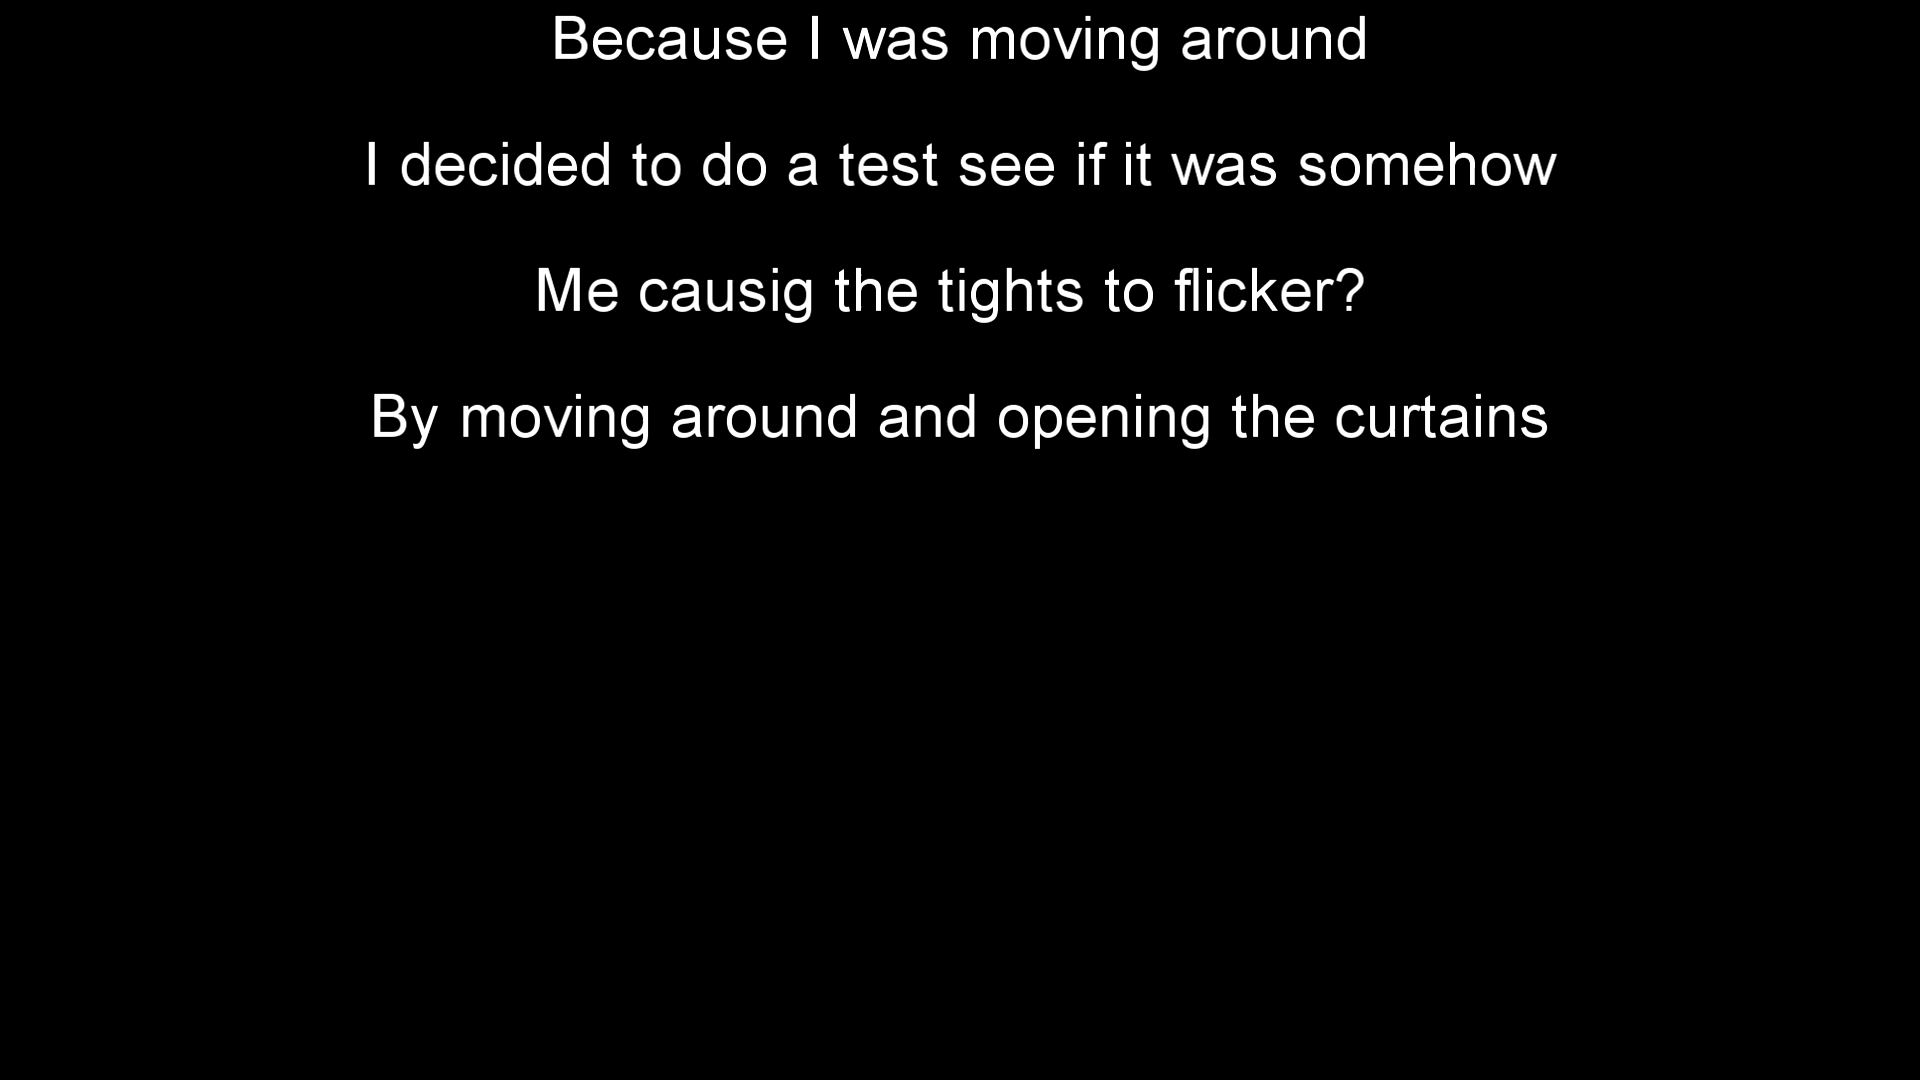 Because I was moving around
I decided to do a test see if it was somehow
Me causig the tights to flicker?
By moving around and opening the curtains